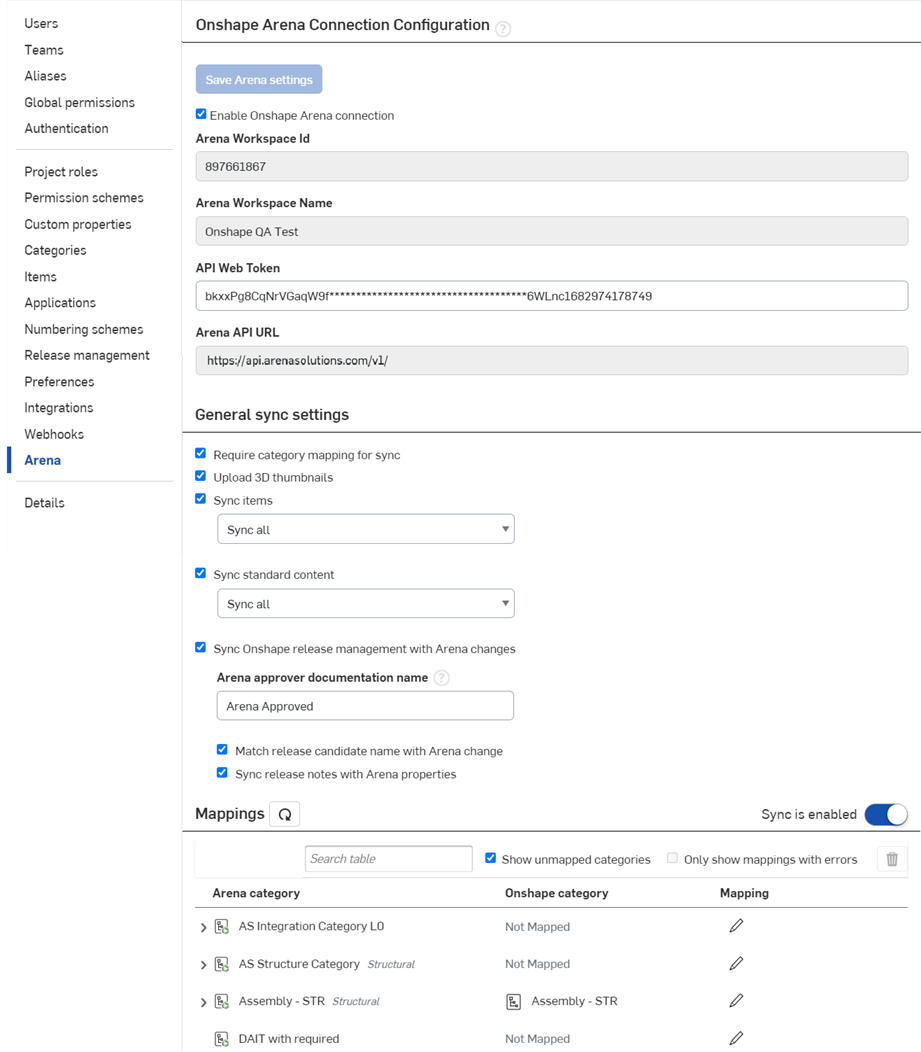 Users
Teams
Aliases
Global permissions
Authentication
Project roles
Permission schemes
Custom properties
Categories
Items
Applications
Numbering schemes
Release management
Preferences
Integrations
Webhooks
Arena
Details
Onshape Arena Connection Configuration ?
Save Arena settings
Enable Onshape Arena connection
Arena Workspace Id
897661867
Arena Workspace Name
Onshape QA Test
API Web Token
bkxxPg8CqNrVGaqW9f**************************************6WLnc1682974178749
Arena API URL
https://api.arenasolutions.com/v1/
General sync settings
Require category mapping for sync
Upload 3D thumbnails
Sync items
Sync all
Sync standard content
Sync all
Sync Onshape release management with Arena changes
Arena approver documentation name ?
Arena Approved
Match release candidate name with Arena change
Sync release notes with Arena properties
Mappings Sync is enabled
Search table Show unmapped categories Only show mappings with errors
Arena category Onshape category Mapping
AS Integration Category L0 Not Mapped
AS Structure Category Structural Not Mapped
Assembly - STR Structural Assembly - STR
DAIT with required Not Mapped